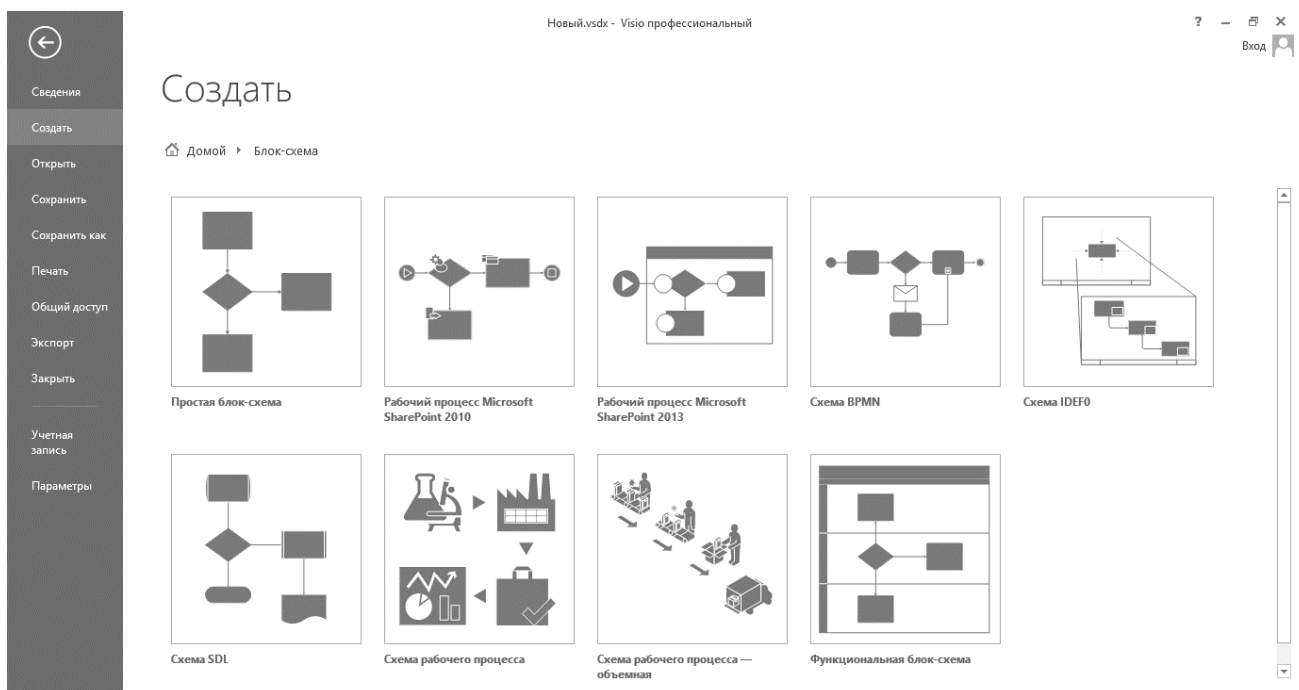 Новый.vsdx - Visio профессиональный
?
Вход
Сведения
Создать
Открыть
Сохранить
Сохранить как
Печать
Общий доступ
Экспорт
Закрыть
Учетная
запись
Параметры
Создать
Домой
Блок-схема
Простая блок-схема
Рабочий процесс Microsoft
SharePoint 2010
Рабочий процесс Microsoft
SharePoint 2013
Схема BPMN
Схема IDEF0
Схема SDL
Схема рабочего процесса
Схема рабочего процесса —
объемная
Функциональная блок-схема